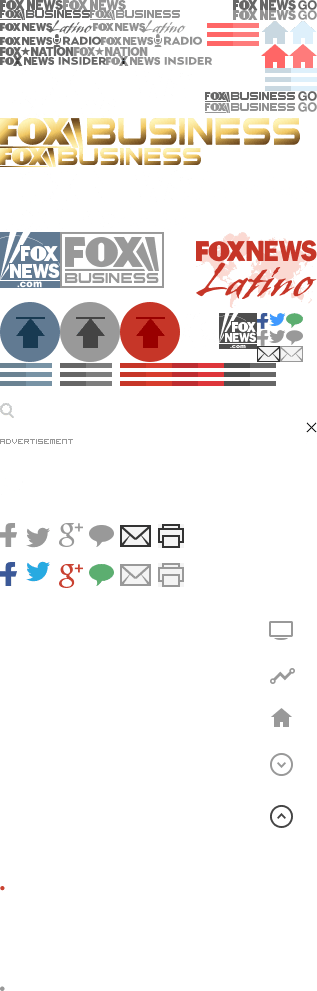 FOX NEWS FOX NEWS FOX NEWS GO
FOX BUSINESS FOX BUSINESS FOX NEWS GO
FOX NEWS Latino FOX NEWS Latino
FOX NEWS RADIO FOX NEWS RADIO
FOX NATION FOX NATION
FOX NEWS INSIDER FOX NEWS INSIDER
FOX BUSINESS GO
FOX BUSINESS GO
FOX BUSINESS
FOX BUSINESS
FOX
NEWS
.com
FOX
BUSINESS
FOX NEWS
Latino
FOX
NEWS
.com
ADVERTISEMENT
g+
g+